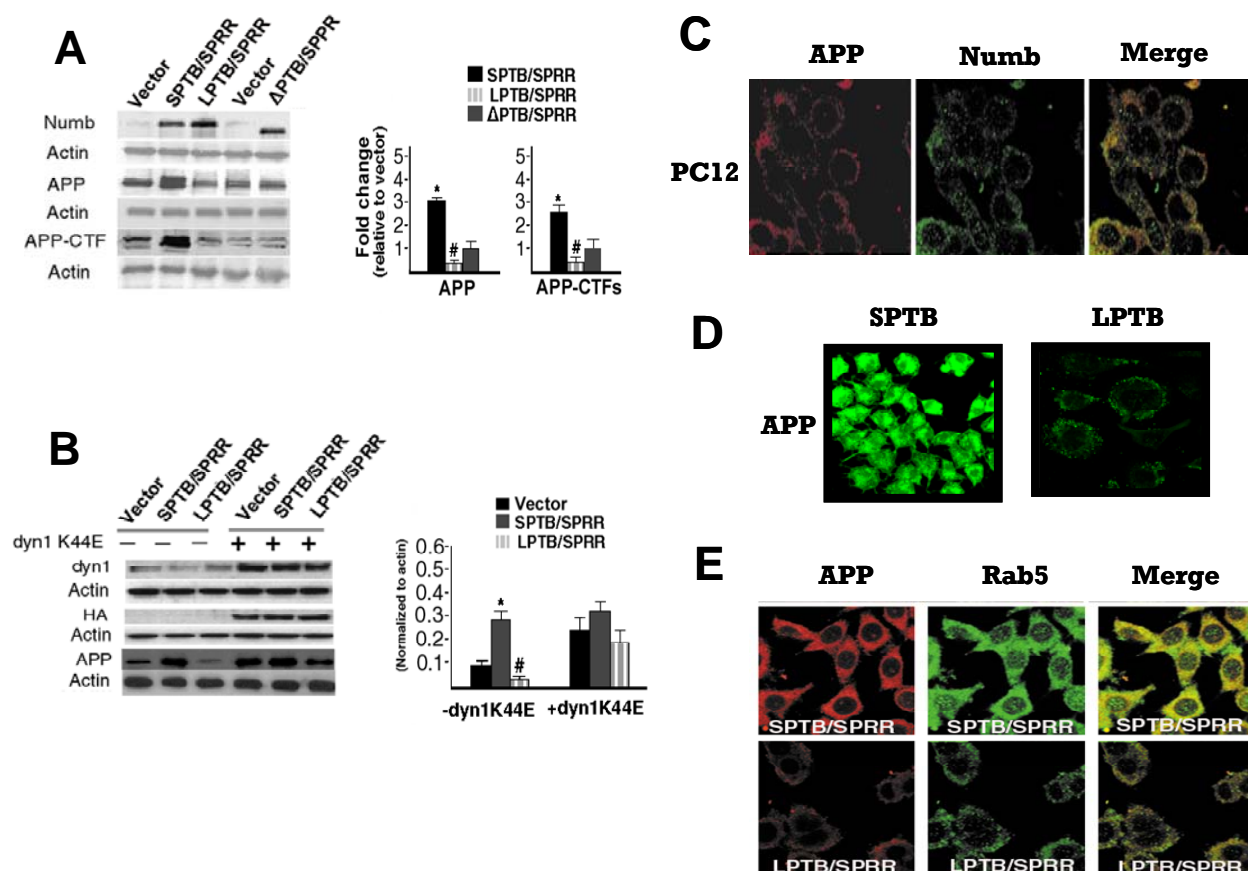 A
Vector
SPTB/SPRR
LPTB/SPRR
Vector
ΔPTB/SPPR
Numb
Actin
APP
Actin
APP-CTF
Actin
SPTB/SPRR
LPTB/SPRR
ΔPTB/SPRR
Fold change
(relative to vector)
5
4
3
2
1
*
#
APP
5
4
3
2
1
*
#
APP-CTFs
B
Vector
SPTB/SPRR
LPTB/SPRR
Vector
SPTB/SPRR
LPTB/SPRR
dyn1 K44E − − − + + +
dyn1
Actin
HA
Actin
APP
Actin
Vector
SPTB/SPRR
LPTB/SPRR
(Normalized to actin)
0.6
0.5
0.4
0.3
0.2
0.1
*
#
-dyn1K44E +dyn1K44E
C
APP Numb Merge
PC12
D
SPTB LPTB
APP
E
APP Rab5 Merge
SPTB/SPRR SPTB/SPRR SPTB/SPRR
LPTB/SPRR LPTB/SPRR LPTB/SPRR